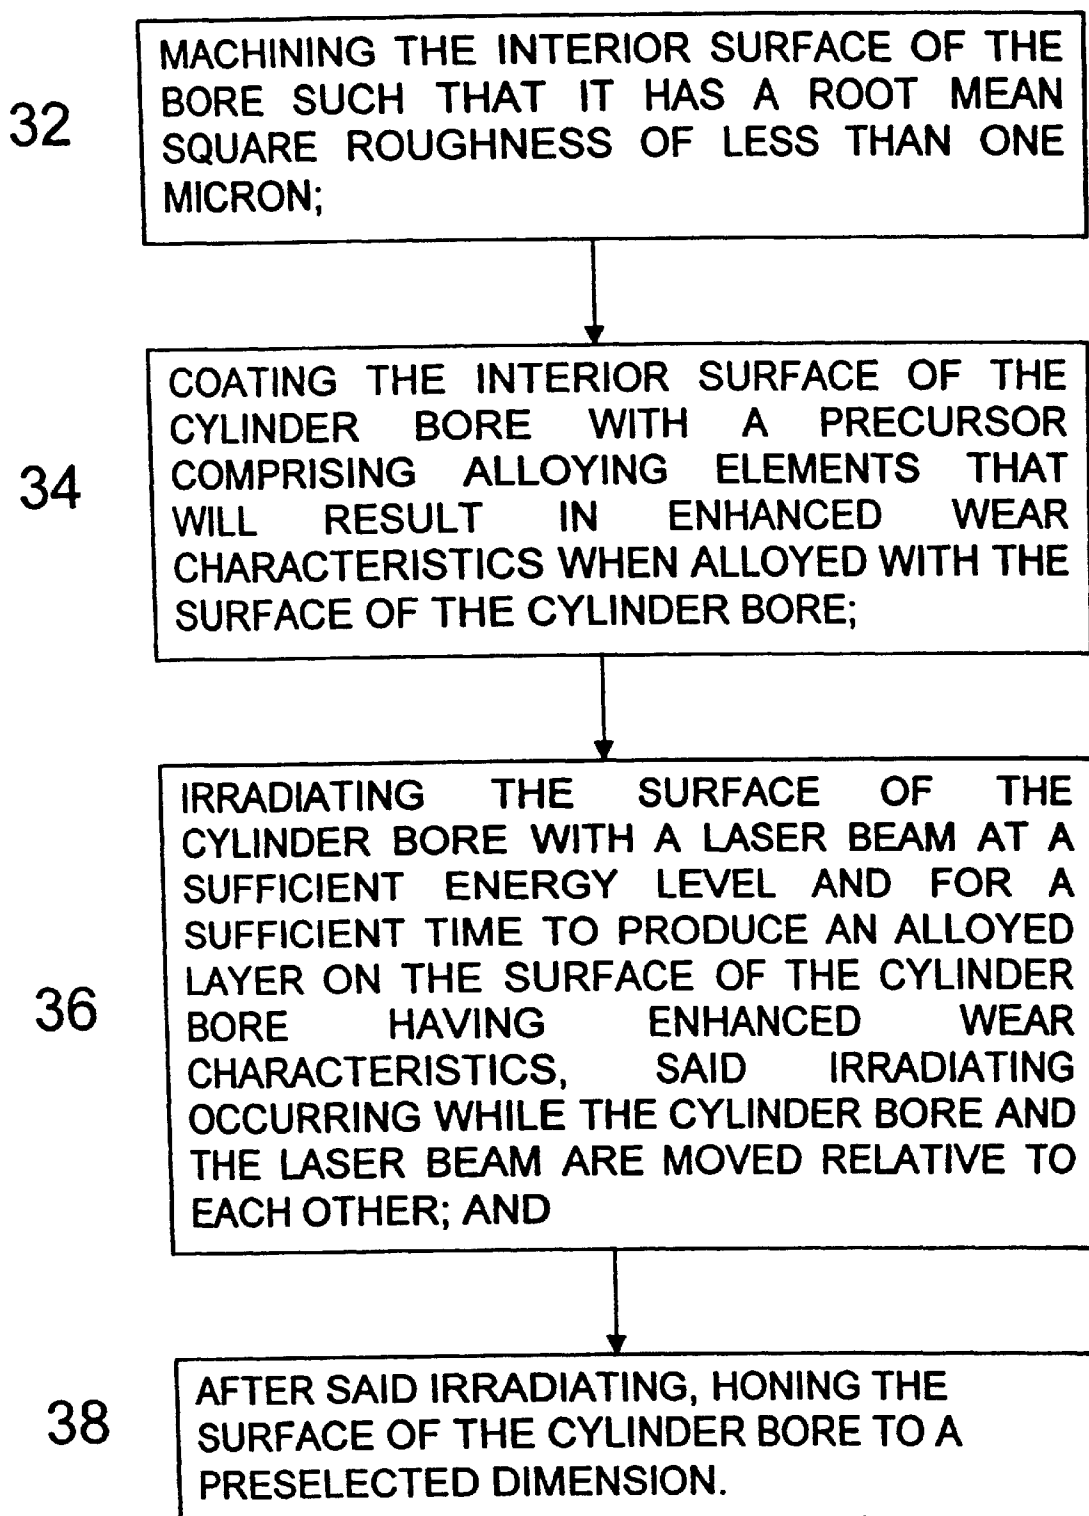 32
MACHINING THE INTERIOR SURFACE OF THE
BORE SUCH THAT IT HAS A ROOT MEAN
SQUARE ROUGHNESS OF LESS THAN ONE
MICRON;
34
COATING THE INTERIOR SURFACE OF THE
CYLINDER BORE WITH A PRECURSOR
COMPRISING ALLOYING ELEMENTS THAT
WILL RESULT IN ENHANCED WEAR
CHARACTERISTICS WHEN ALLOYED WITH THE
SURFACE OF THE CYLINDER BORE;
36
IRRADIATING THE SURFACE OF THE
CYLINDER BORE WITH A LASER BEAM AT A
SUFFICIENT ENERGY LEVEL AND FOR A
SUFFICIENT TIME TO PRODUCE AN ALLOYED
LAYER ON THE SURFACE OF THE CYLINDER
BORE HAVING ENHANCED WEAR
CHARACTERISTICS, SAID IRRADIATING
OCCURRING WHILE THE CYLINDER BORE AND
THE LASER BEAM ARE MOVED RELATIVE TO
EACH OTHER; AND
38
AFTER SAID IRRADIATING, HONING THE
SURFACE OF THE CYLINDER BORE TO A
PRESELECTED DIMENSION.